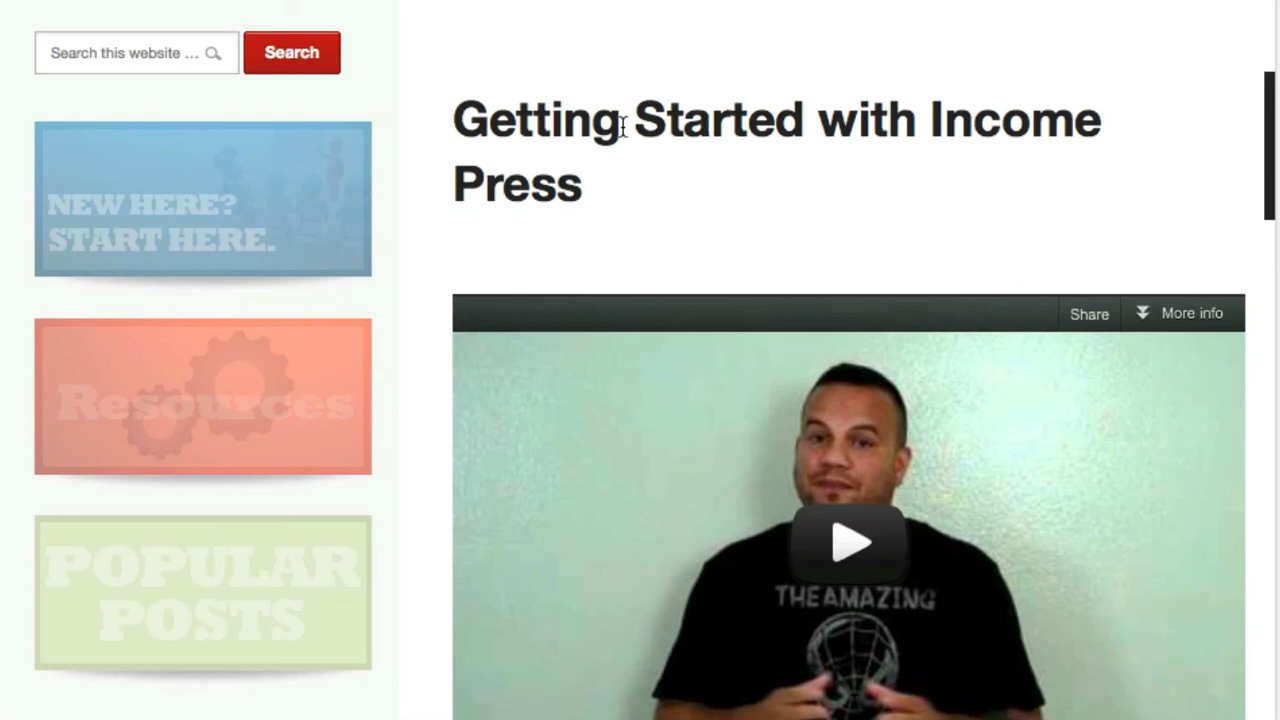 Search this website ...
Search
NEW HERE?
START HERE.
Resources
POPULAR
POSTS
Getting Started with Income
Press
Share
More info
THE AMAZING